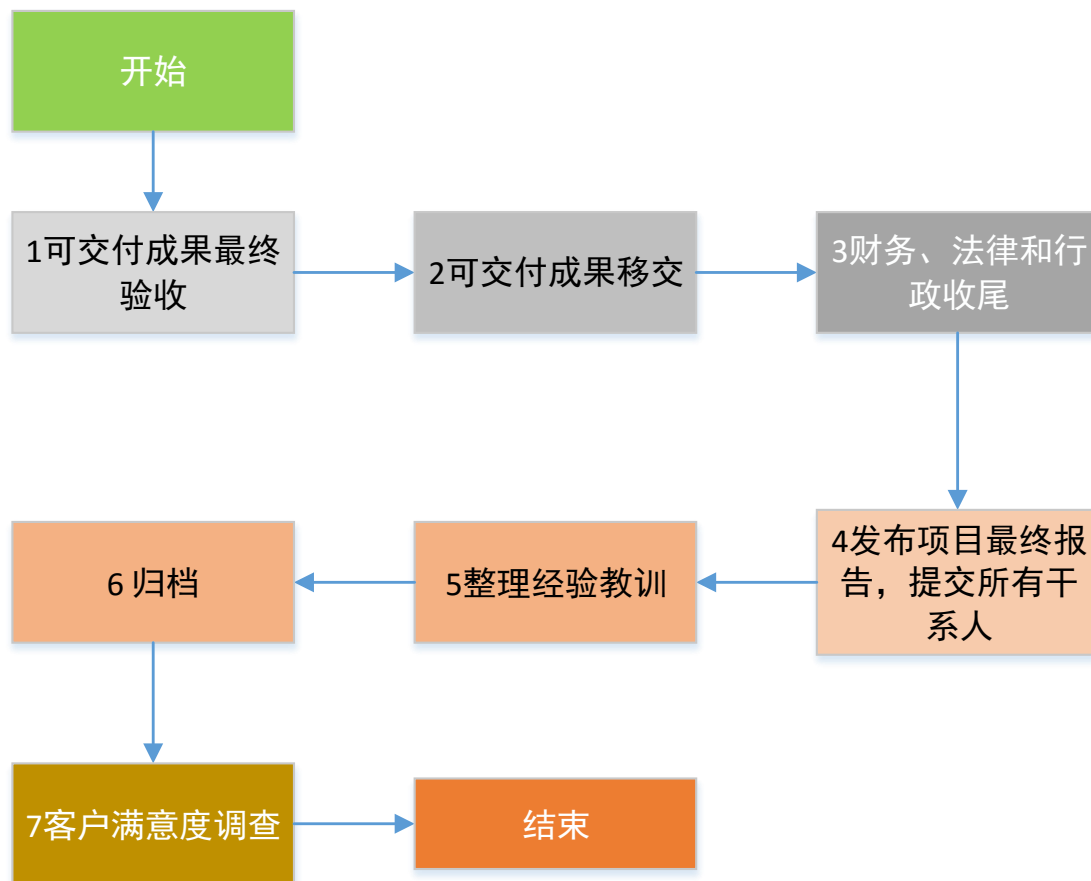 开始
1可交付成果最终
验收
2可交付成果移交
3财务、法律和行
政收尾
4发布项目最终报
告，提交所有干
系人
5整理经验教训
6 归档
7客户满意度调查
结束